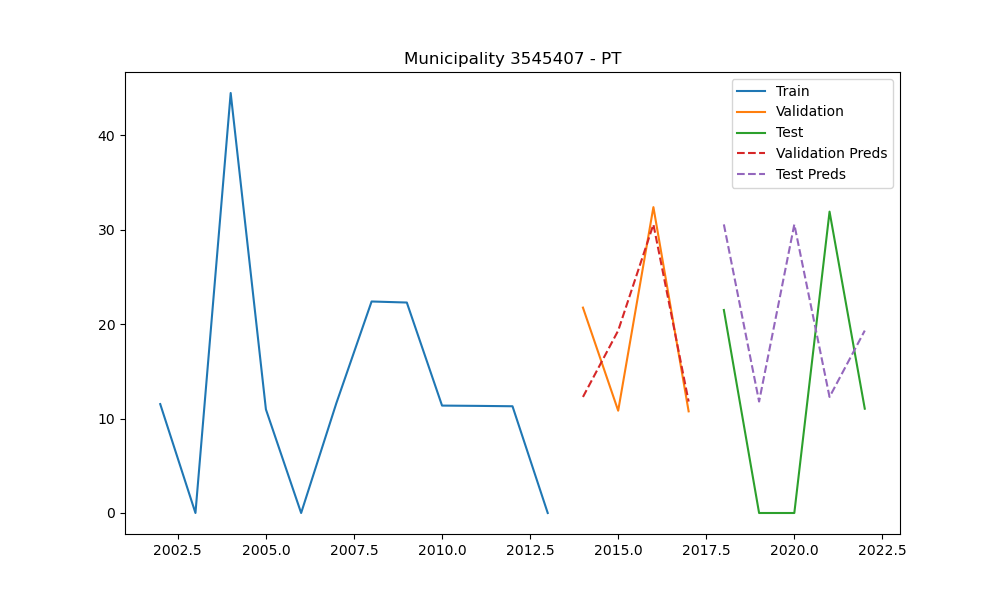 Municipality 3545407 - PT
Train
Validation
Test
Validation Preds
Test Preds
40
30
20
10
0
2002.5 2005.0 2007.5 2010.0 2012.5 2015.0 2017.5 2020.0 2022.5